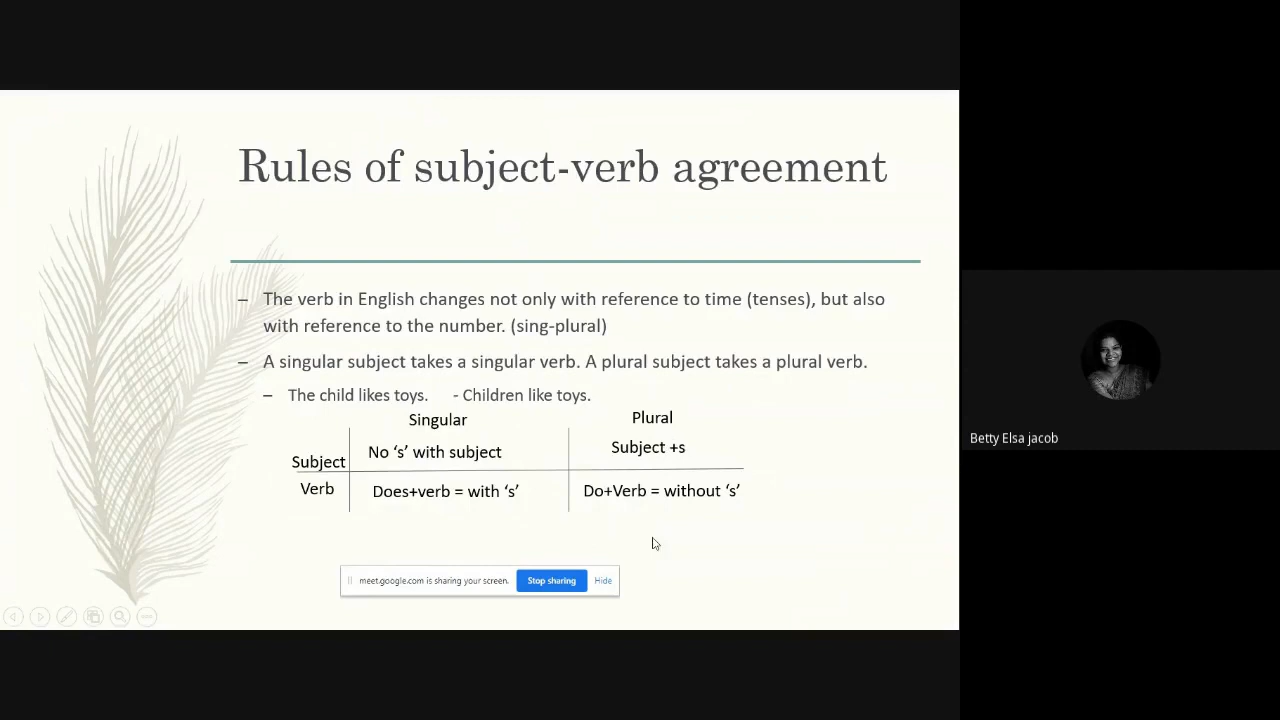 Rules of subject-verb agreement
– The verb in English changes not only with reference to time (tenses), but also
with reference to the number. (sing-plural)
– A singular subject takes a singular verb. A plural subject takes a plural verb.
– The child likes toys. - Children like toys.
Singular Plural
Subject No ‘s’ with subject Subject +s
Verb Does+verb = with ‘s’ Do+Verb = without ‘s’
meet.google.com is sharing your screen. Stop sharing Hide
Betty Elsa jacob